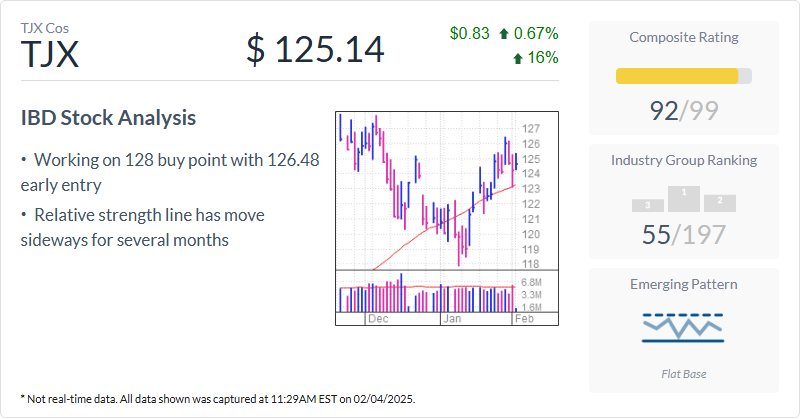 TJX Cos
TJX
$ 125.14
$0.83 0.67%
16%
IBD Stock Analysis
• Working on 128 buy point with 126.48
early entry
• Relative strength line has move
sideways for several months
127
126
125
124
123
122
121
120
119
118
6.8M
3.3M
1.6M
Dec
Jan
Feb
Composite Rating
92/99
Industry Group Ranking
3
1
2
55/197
Emerging Pattern
Flat Base
* Not real-time data. All data shown was captured at 11:29AM EST on 02/04/2025.